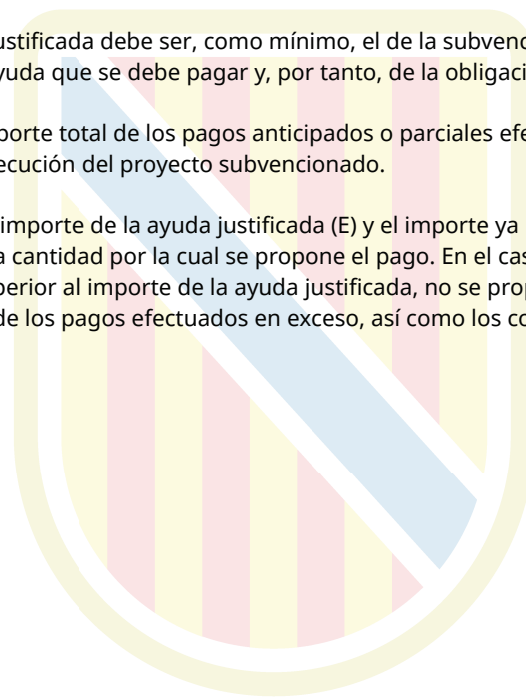 ustificada debe ser, como mínimo, el de la subvenc
yuda que se debe pagar y, por tanto, de la obligaci
porte total de los pagos anticipados o parciales efe
ecución del proyecto subvencionado.
importe de la ayuda justificada (E) y el importe ya
a cantidad por la cual se propone el pago. En el cas
perior al importe de la ayuda justificada, no se prop
de los pagos efectuados en exceso, así como los co